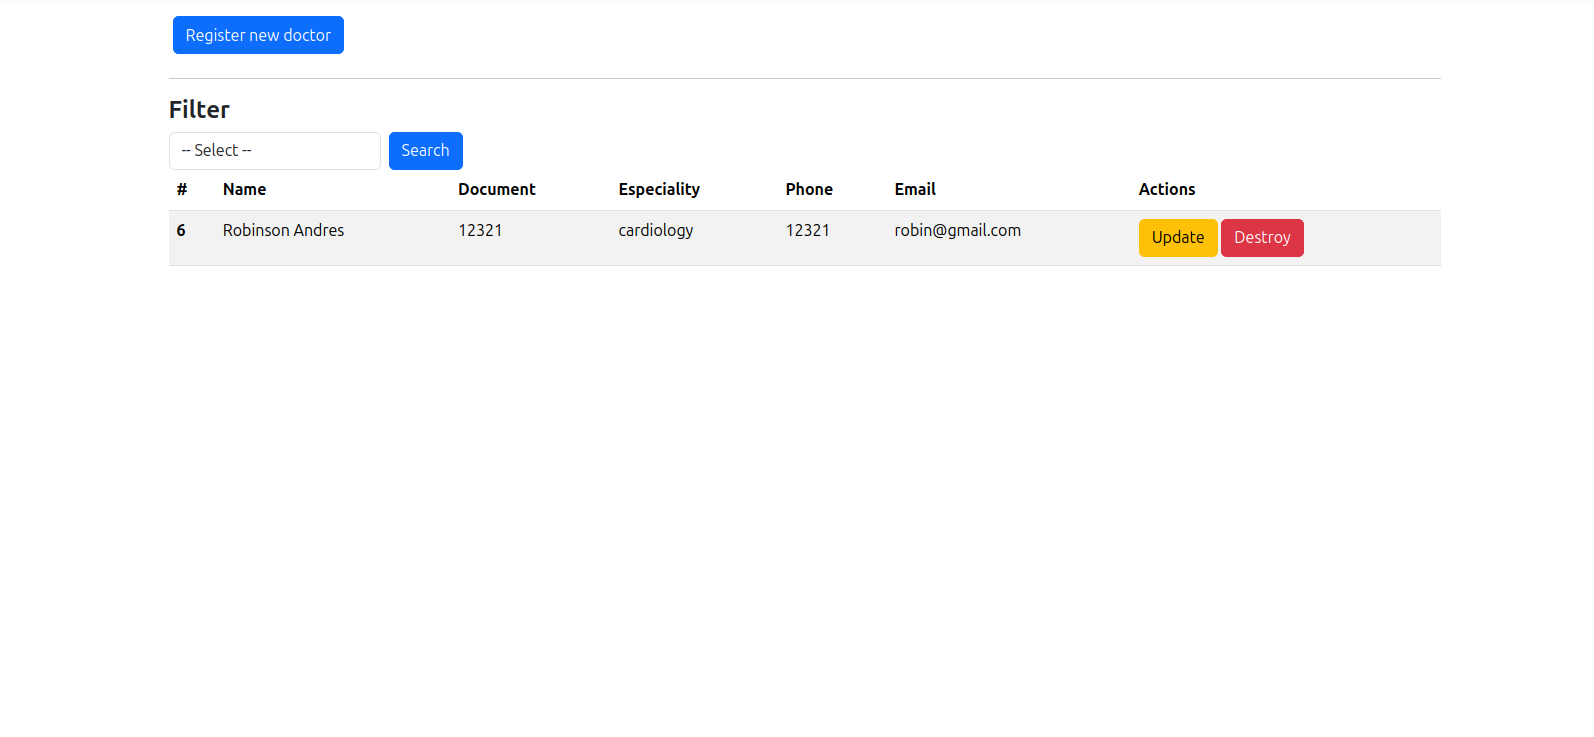 Register new doctor
Filter
-- Select -- Search
# Name Document Especiality Phone Email Actions
6 Robinson Andres 12321 cardiology 12321 robin@gmail.com Update Destroy